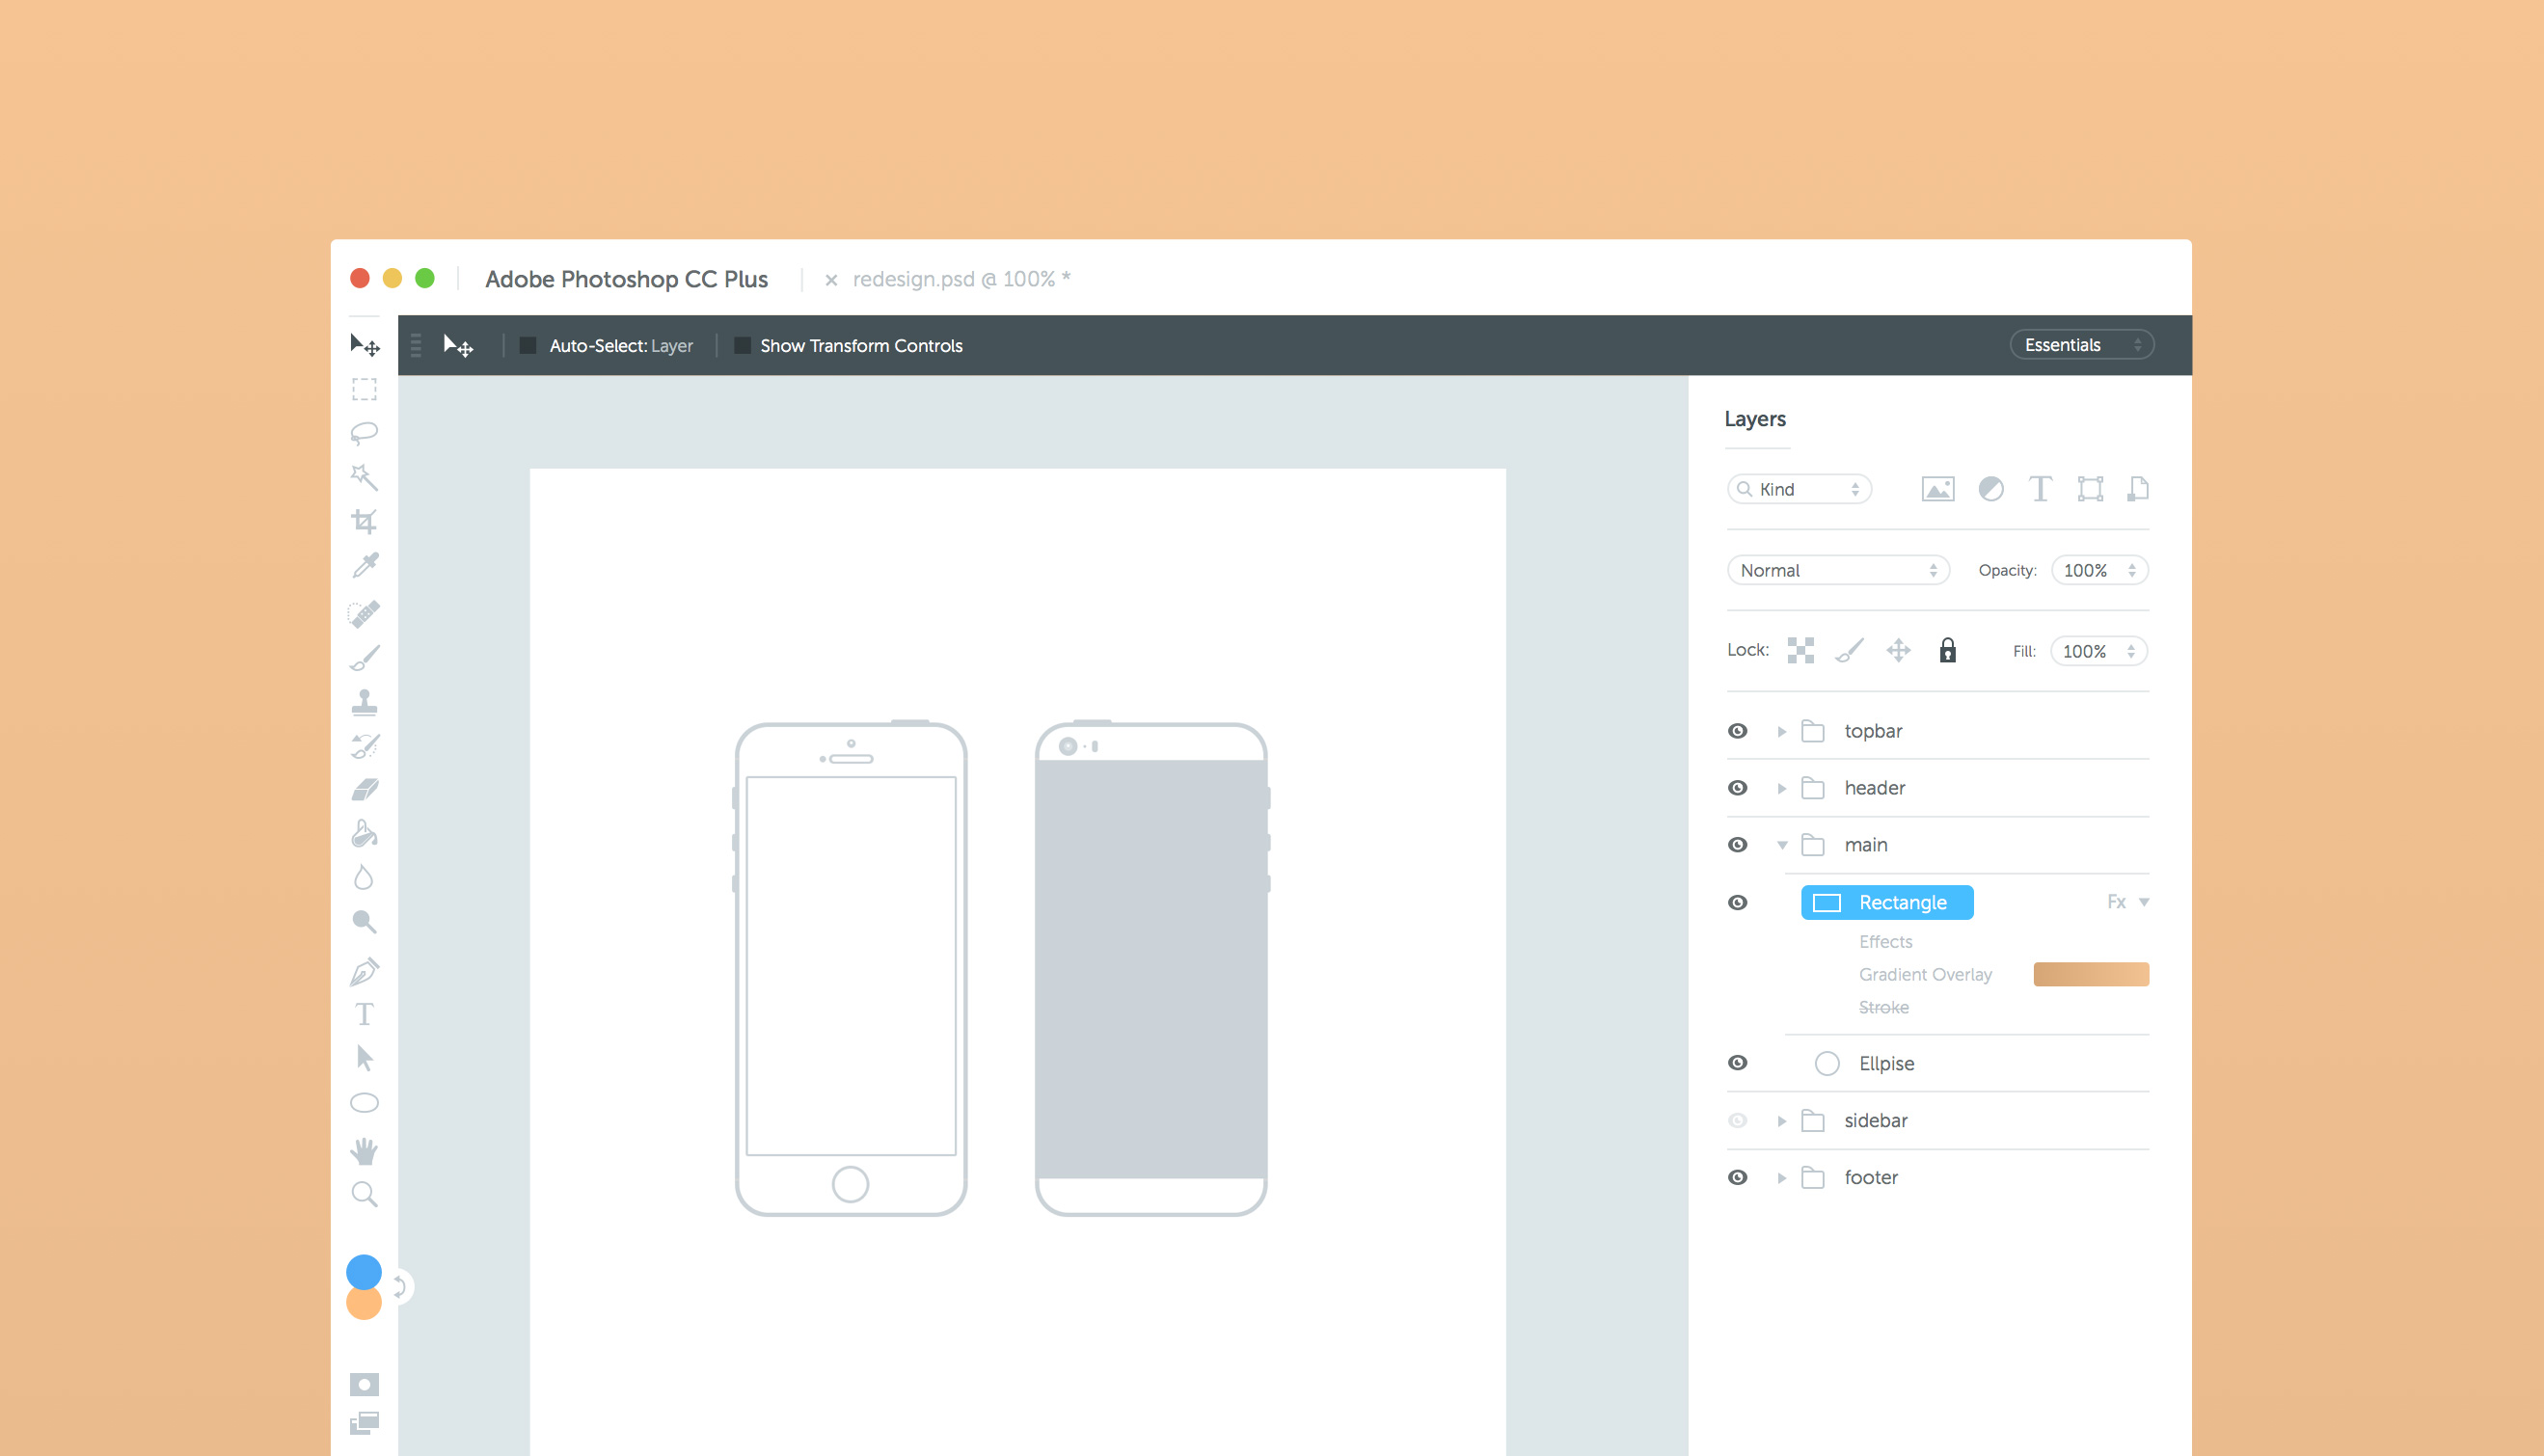 Adobe Photoshop CC Plus
× redesign.psd @ 100% *
Auto-Select: Layer
Show Transform Controls
Essentials
Layers
Kind
T
Normal
Opacity: 100%
Lock:
Fill: 100%
topbar
header
main
Rectangle
Fx
Effects
Gradient Overlay
Stroke
Ellpise
sidebar
footer
T